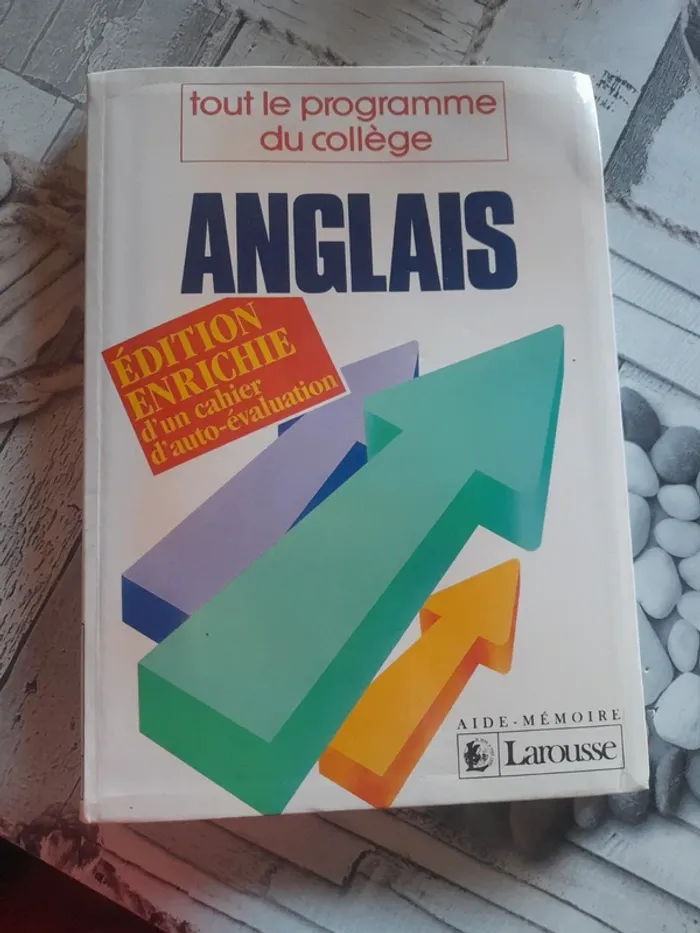 tout le programme
du collège
ANGLAIS
ÉDITION
ENRICHIE
d'un cahier
d'auto-évaluation
AIDE-MÉMOIRE
Larousse